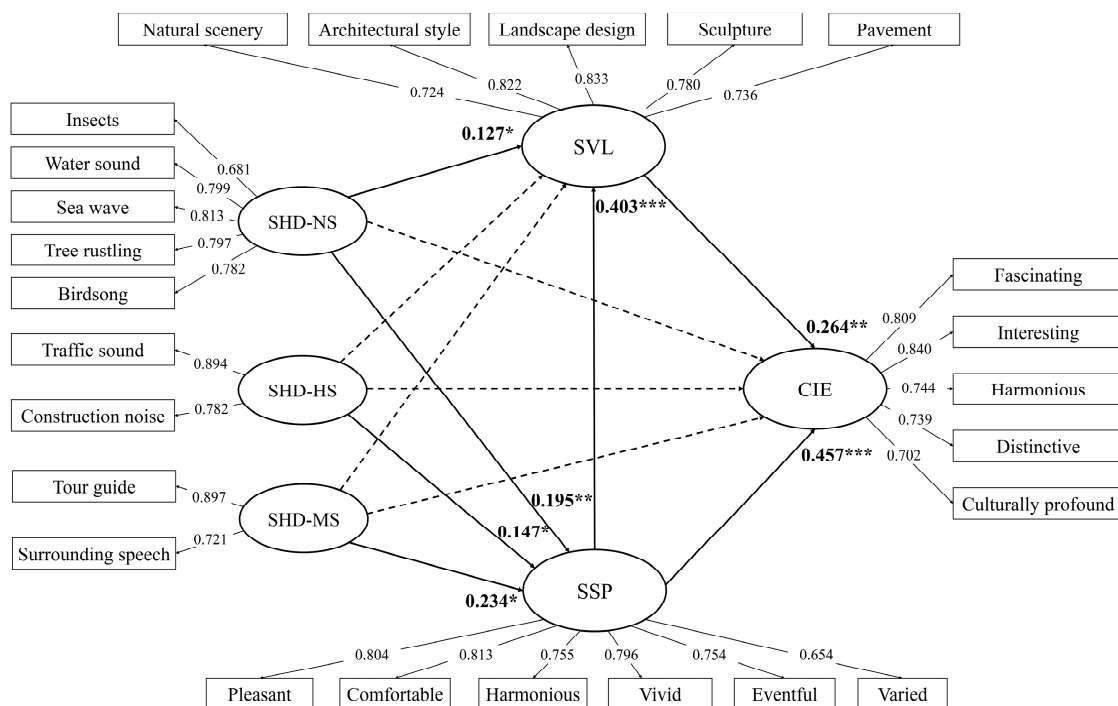 Natural scenery
Architectural style
Landscape design
Sculpture
Pavement
0.724
0.822
0.833
0.780
0.736
Insects
Water sound
Sea wave
Tree rustling
Birdsong
0.681
0.799
0.813
0.797
0.782
SHD-NS
0.127*
SVL
0.403***
Traffic sound
Construction noise
0.894
0.782
SHD-HS
Tour guide
Surrounding speech
0.897
0.721
SHD-MS
0.195**
0.147*
0.234*
SSP
0.264**
CIE
0.457***
0.809
0.840
0.744
0.739
0.702
Fascinating
Interesting
Harmonious
Distinctive
Culturally profound
0.804
0.813
0.755
0.796
0.754
0.654
Pleasant
Comfortable
Harmonious
Vivid
Eventful
Varied